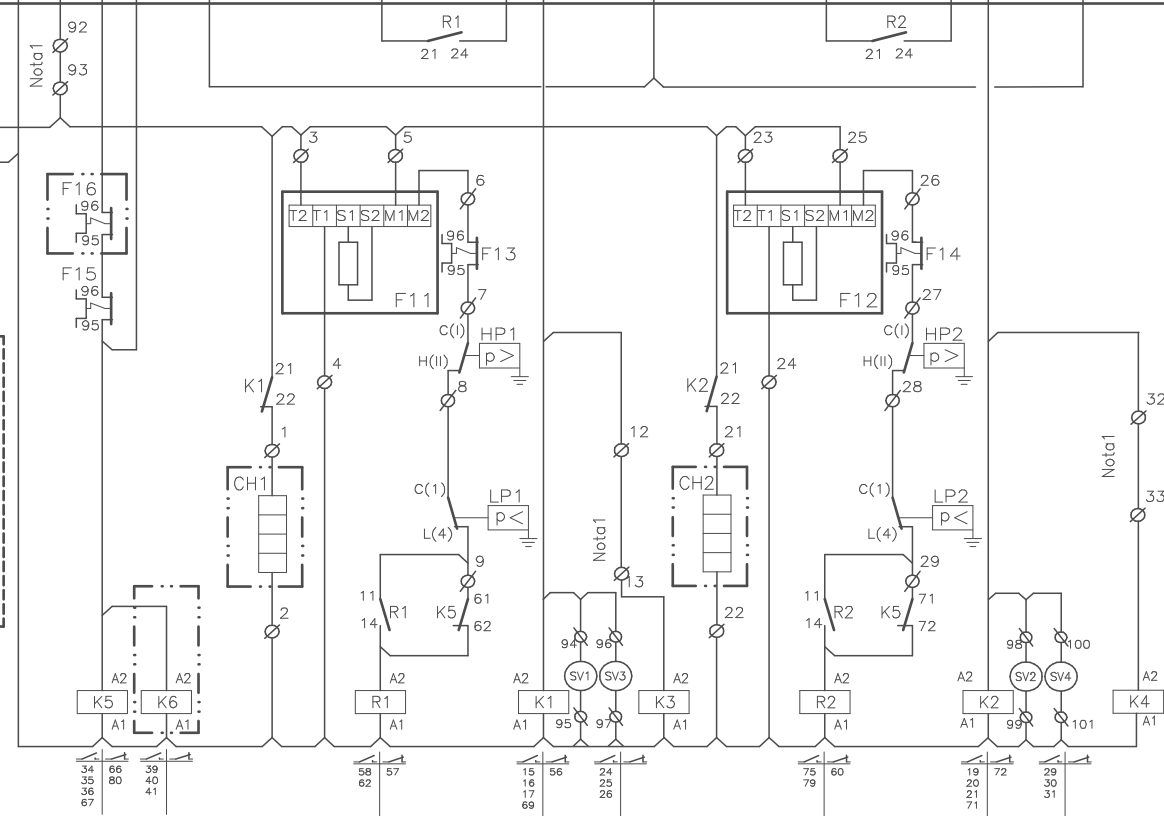 92
Nota1
93
R1
21 24
R2
21 24
3
5
23
25
F16
96
95
F15
96
95
6
T2 T1 S1 S2 M1 M2
96
F13
95
F11
7
26
T2 T1 S1 S2 M1 M2
96
F14
95
F12
27
C(I)
HP1
H(II)
p>
8
C(I)
HP2
H(II)
p>
28
K1
21
22
4
1
K2
21
22
24
21
12
32
Nota1
33
CH1
C(1)
LP1
p<
L(4)
Nota1
13
CH2
C(1)
LP2
p<
L(4)
9
29
11
R1
14
61
K5
62
11
R2
14
71
K5
72
2
22
94
96
SV1
SV3
95
97
98
100
SV2
SV4
99
101
A2
K5
A1
A2
K6
A1
A2
R1
A1
A2
K1
A1
A2
K3
A1
A2
R2
A1
A2
K2
A1
A2
K4
A1
34 66
35 80
36
67
39
40
41
58 57
62
15 56
16
17
69
24
25
26
75 60
79
19 72
20
21
71
29
30
31